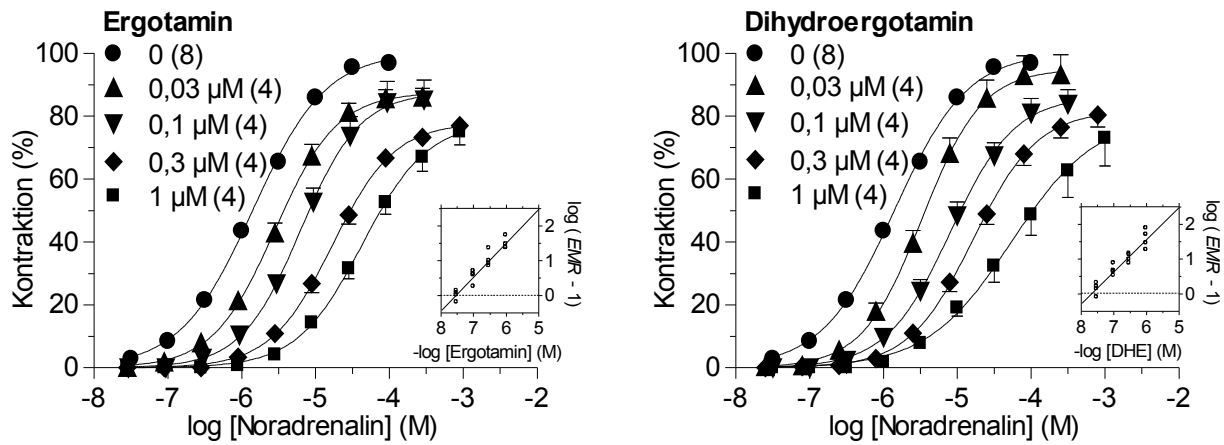 Ergotamin
0 (8)
0,03 µM (4)
0,1 µM (4)
0,3 µM (4)
1 µM (4)
100
80
60
40
20
0
Kontraktion (%)
-8 -7 -6 -5 -4 -3 -2
log [Noradrenalin] (M)
2
1
0
log (EMR - 1)
8 7 6 5
-log [Ergotamin] (M)
Dihydroergotamin
0 (8)
0,03 µM (4)
0,1 µM (4)
0,3 µM (4)
1 µM (4)
100
80
60
40
20
0
Kontraktion (%)
-8 -7 -6 -5 -4 -3 -2
log [Noradrenalin] (M)
2
1
0
log (EMR - 1)
8 7 6 5
-log [DHE] (M)